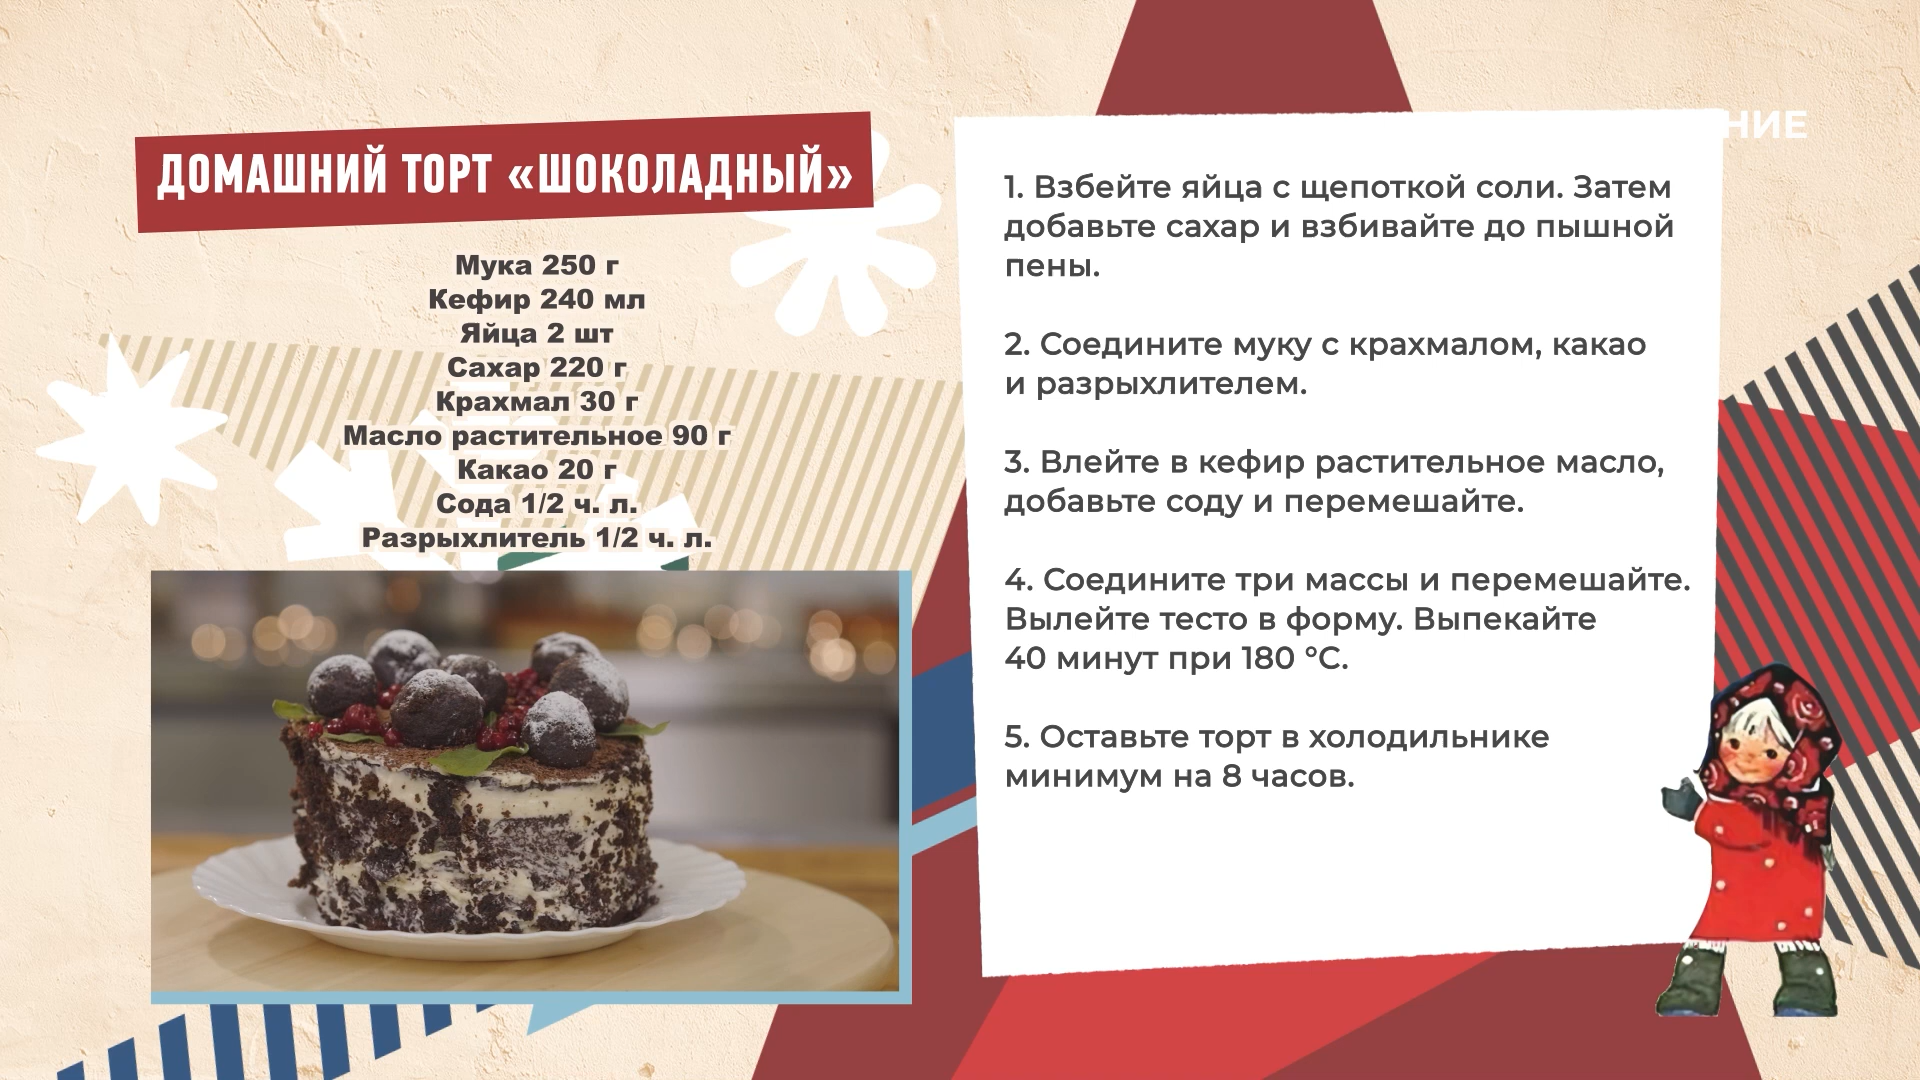 ДОМАШНИЙ ТОРТ «ШОКОЛАДНЫЙ»
Мука 250 г
Кефир 240 мл
Яйца 2 шт
Сахар 220 г
Крахмал 30 г
Масло растительное 90 г
Какао 20 г
Сода 1/2 ч. л.
Разрыхлитель 1/2 ч. л.
1. Взбейте яйца с щепоткой соли. Затем
добавьте сахар и взбивайте до пышной
пены.
2. Соедините муку с крахмалом, какао
и разрыхлителем.
3. Влейте в кефир растительное масло,
добавьте соду и перемешайте.
4. Соедините три массы и перемешайте.
Вылейте тесто в форму. Выпекайте
40 минут при 180 °C.
5. Оставьте торт в холодильнике
минимум на 8 часов.